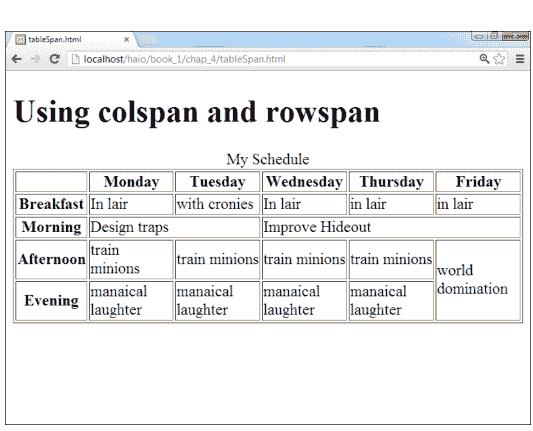 tableSpan.html
localhost/haio/book_1/chap_4/tableSpan.html
Using colspan and rowspan
My Schedule
Monday Tuesday Wednesday Thursday Friday
Breakfast In lair with cronies In lair in lair in lair
Morning Design traps Improve Hideout
Afternoon train minions train minions train minions train minions world domination
Evening manaical laughter manaical laughter manaical laughter manaical laughter